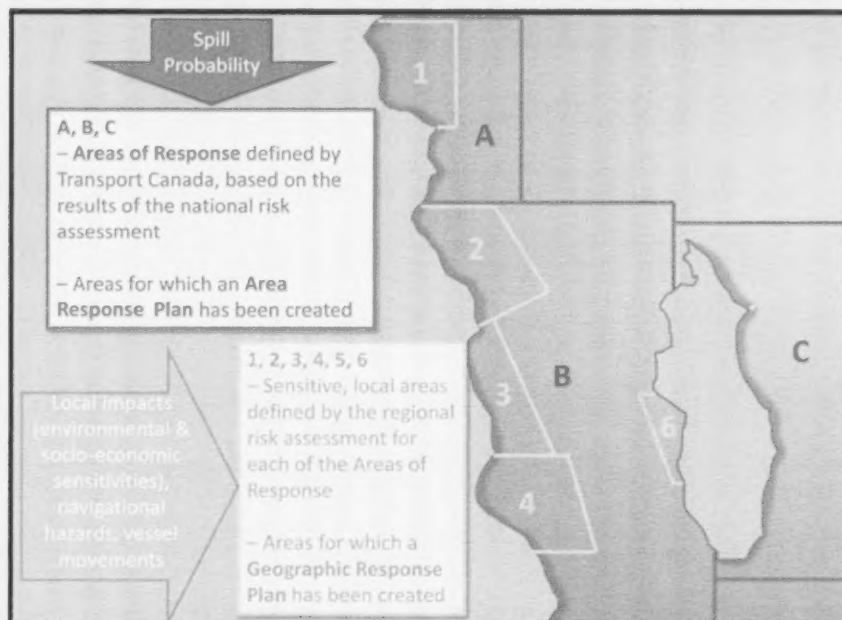 Spill
Probability
A, B, C
– Areas of Response defined by
Transport Canada, based on the
results of the national risk
assessment
– Areas for which an Area
Response Plan has been created
Local impacts
(environmental &
socio-economic
sensitivities),
navigational
hazards, vessel
movements
1, 2, 3, 4, 5, 6
– Sensitive, local areas
defined by the regional
risk assessment for
each of the Areas of
Response
– Areas for which a
Geographic Response
Plan has been created
1
A
2
3
B
C
6
4